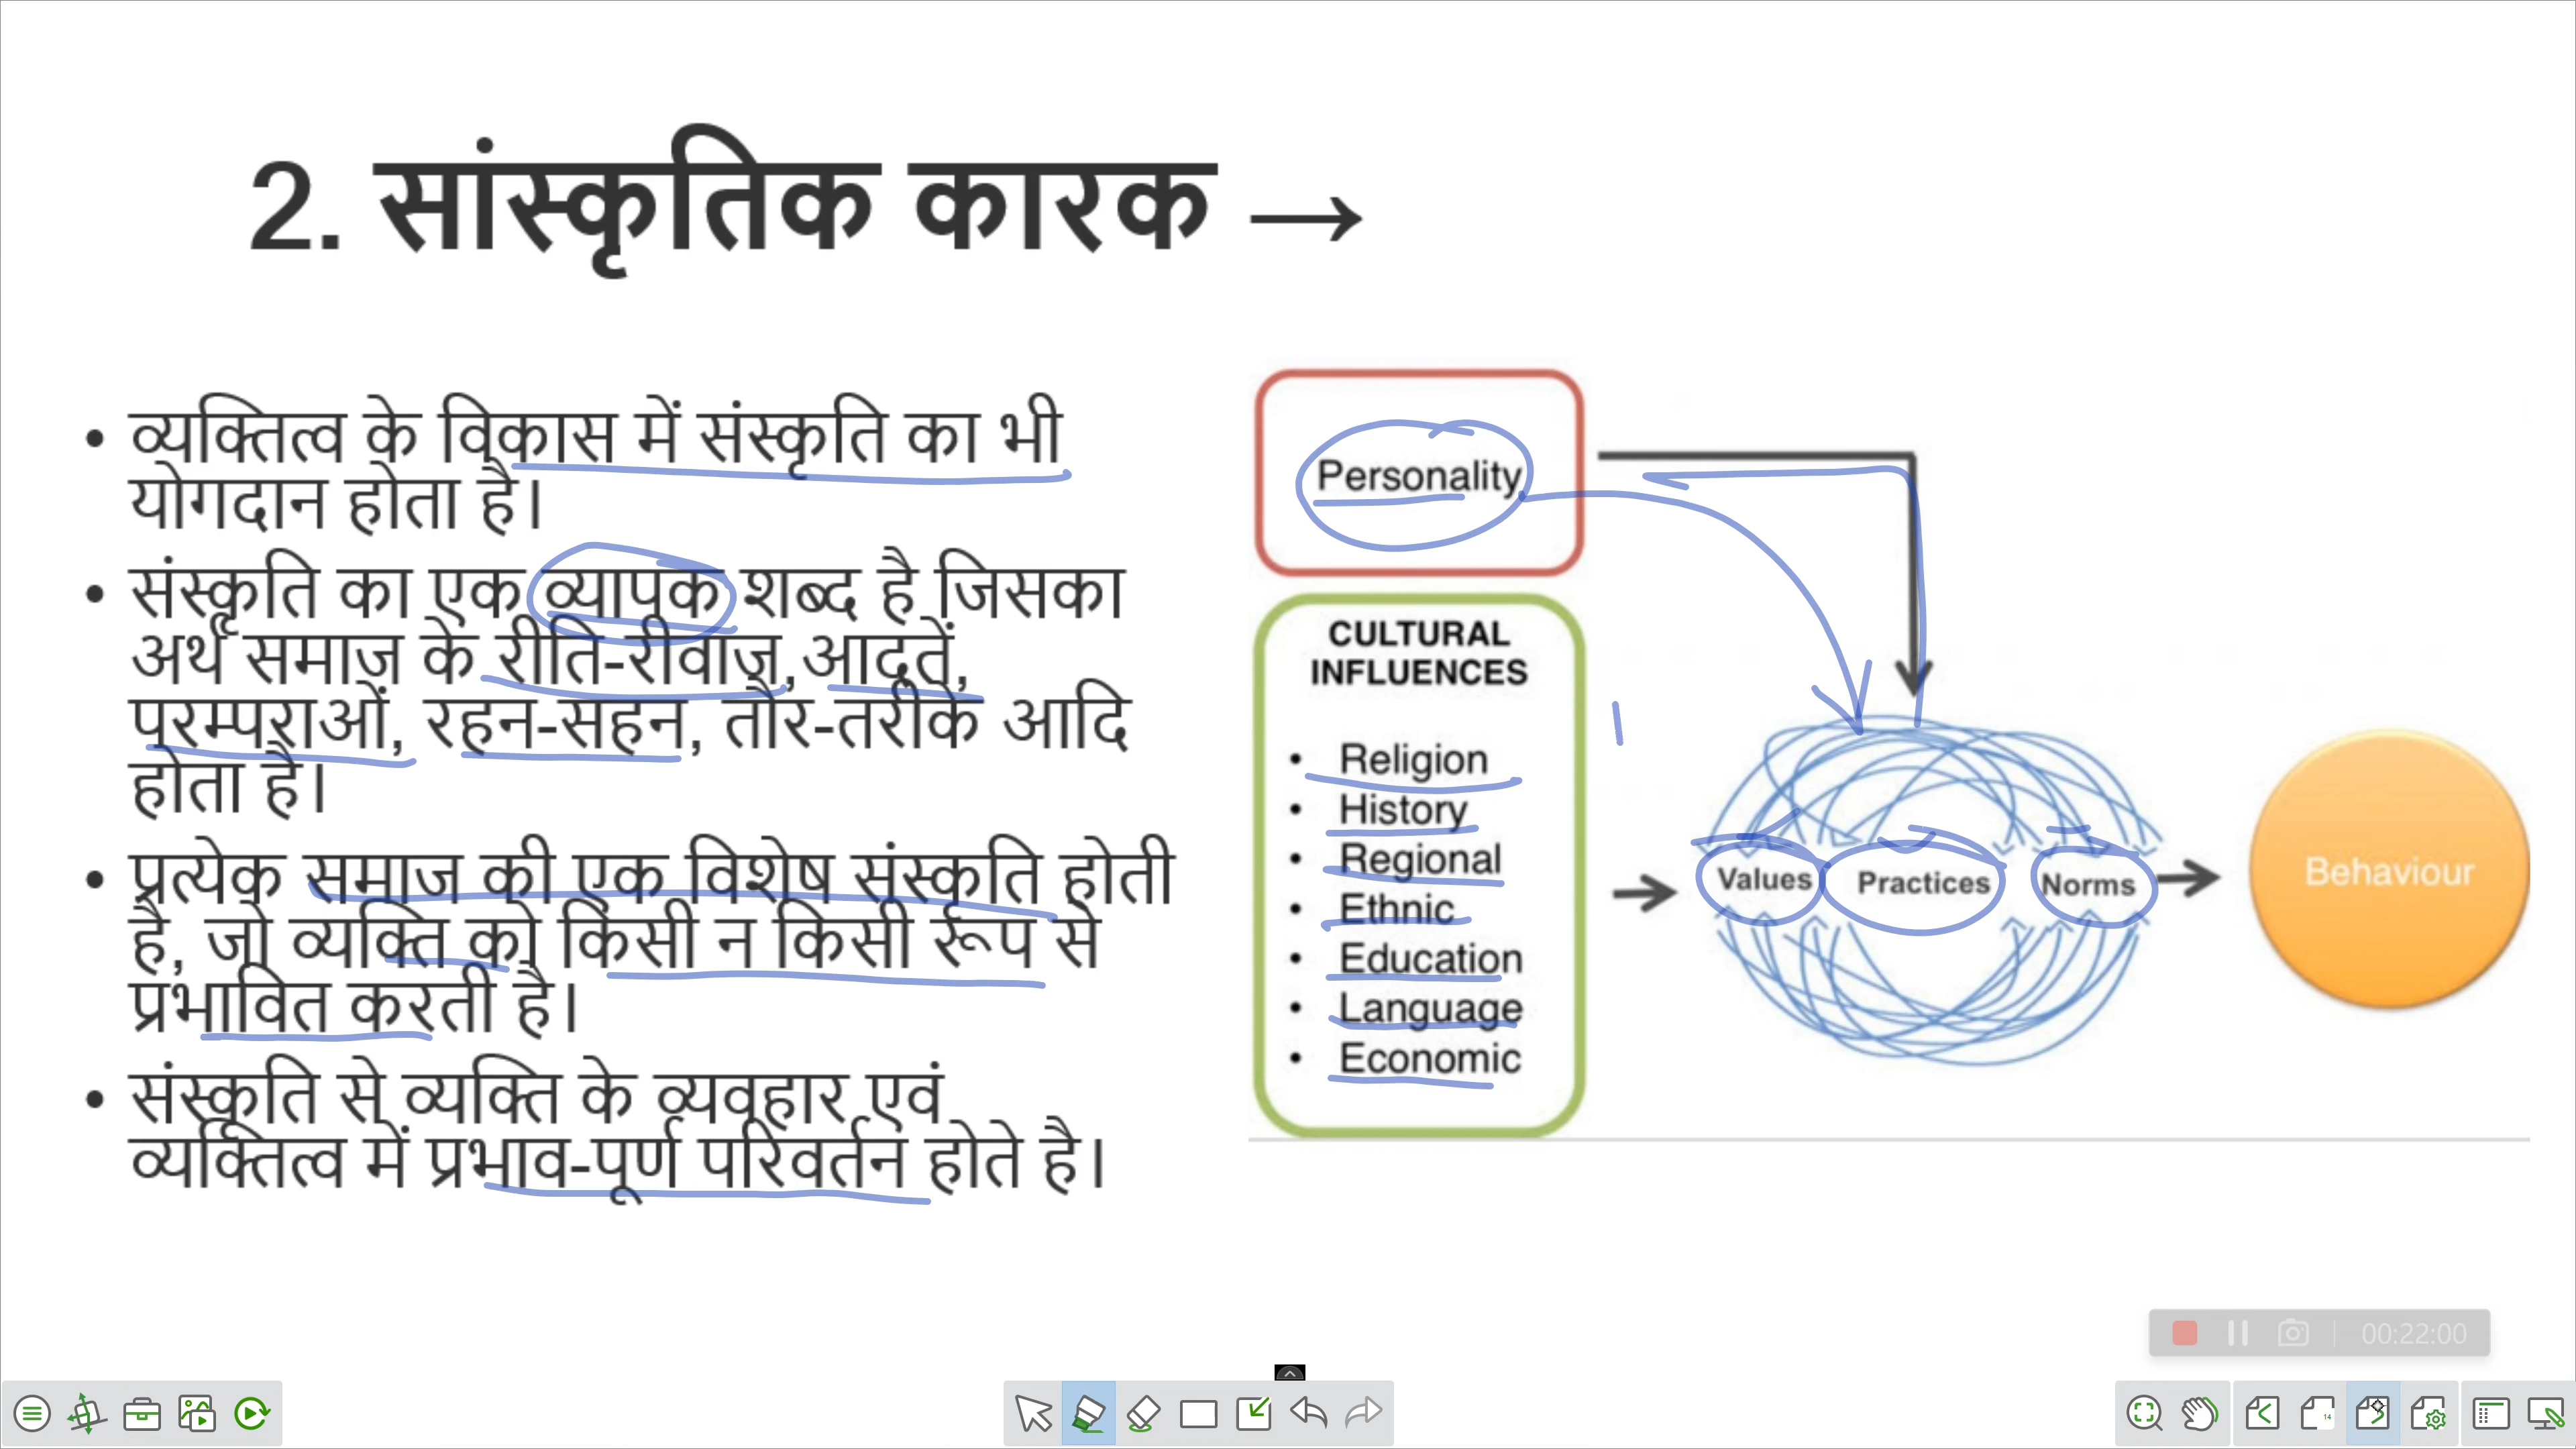 2. सांस्कृतिक कारक →
• व्यक्तित्व के विकास में संस्कृति का भी
योगदान होता है।
• संस्कृति का एक व्यापक शब्द है जिसका
अर्थ समाज के रीति-रीवाज, आदतें,
परम्पराओं, रहन-सहन, तौर-तरीके आदि
होता है।
• प्रत्येक समाज की एक विशेष संस्कृति होती
है, जो व्यक्ति को किसी न किसी रूप से
प्रभावित करती है।
• संस्कृति से व्यक्ति के व्यवहार एवं
व्यक्तित्व में प्रभाव-पूर्ण परिवर्तन होते है।
Personality
CULTURAL
INFLUENCES
• Religion
• History
• Regional
• Ethnic
• Education
• Language
• Economic
Values Practices Norms
Behaviour
00:22:00
14